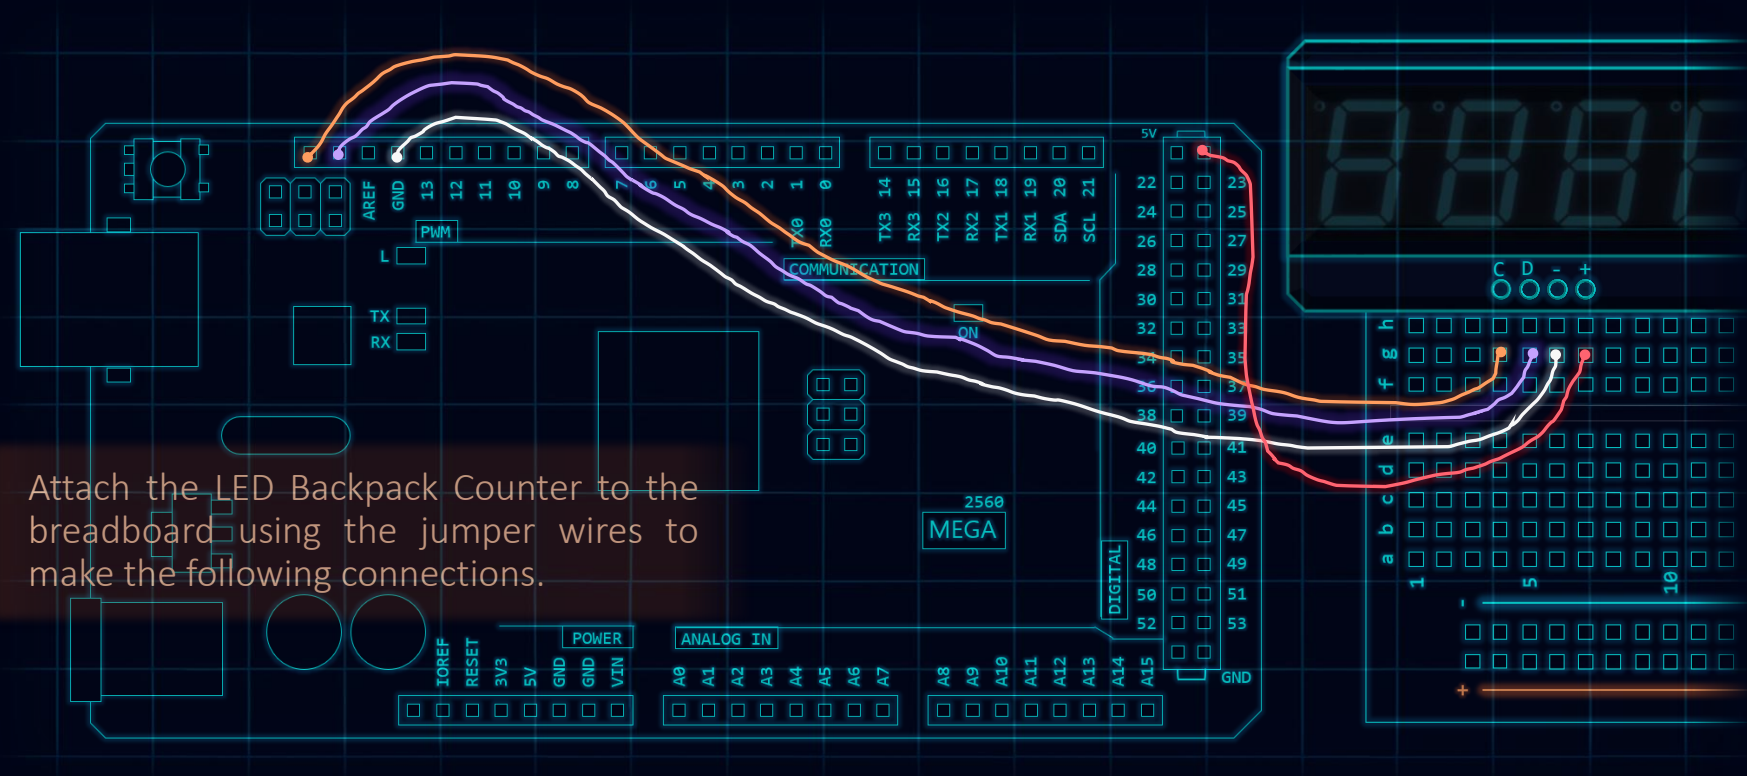 5V
AREF
GND
13
12
11
10
9
8
7
6
5
4
3
2
1
0
TX0
RX0
14
15
16
17
18
19
20
21
TX3
RX3
TX2
RX2
TX1
RX1
SDA
SCL
PWM
L
COMMUNICATION
TX
RX
ON
22 23
24 25
26 27
28 29
30 31
32 33
34 35
36 37
38 39
40 41
42 43
44 45
46 47
48 49
50 51
52 53
GND
DIGITAL
C D - +
h
g
f
e
d
c
b
a
1
5
10
-
+
Attach the LED Backpack Counter to the
breadboard using the jumper wires to
make the following connections.
2560
MEGA
POWER
ANALOG IN
IOREF
RESET
3V3
5V
GND
GND
VIN
A0
A1
A2
A3
A4
A5
A6
A7
A8
A9
A10
A11
A12
A13
A14
A15